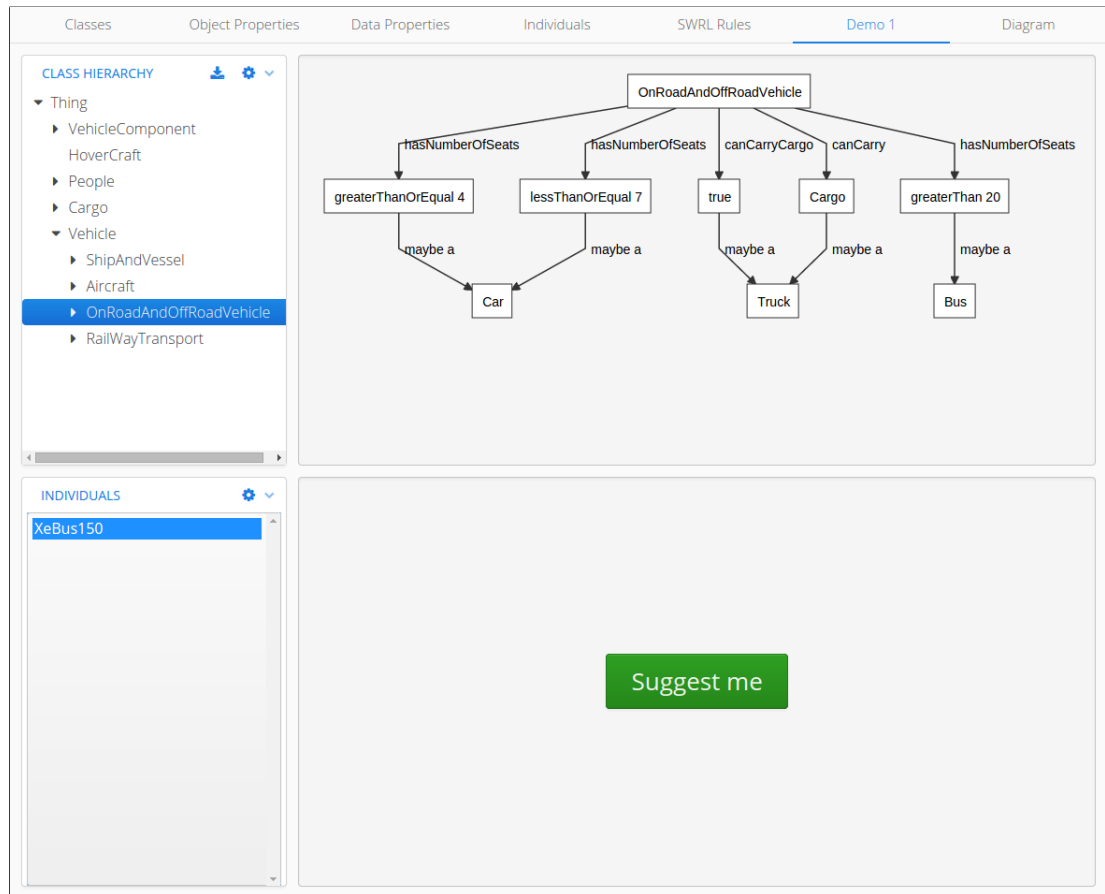 Classes Object Properties Data Properties Individuals SWRL Rules Demo 1 Diagram
CLASS HIERARCHY
Thing
VehicleComponent
HoverCraft
People
Cargo
Vehicle
ShipAndVessel
Aircraft
OnRoadAndOffRoadVehicle
RailWayTransport
OnRoadAndOffRoadVehicle
hasNumberOfSeats hasNumberOfSeats canCarryCargo canCarry hasNumberOfSeats
greaterThanOrEqual 4 lessThanOrEqual 7 true Cargo greaterThan 20
maybe a maybe a maybe a maybe a maybe a
Car Truck Bus
INDIVIDUALS
XeBus150
Suggest me